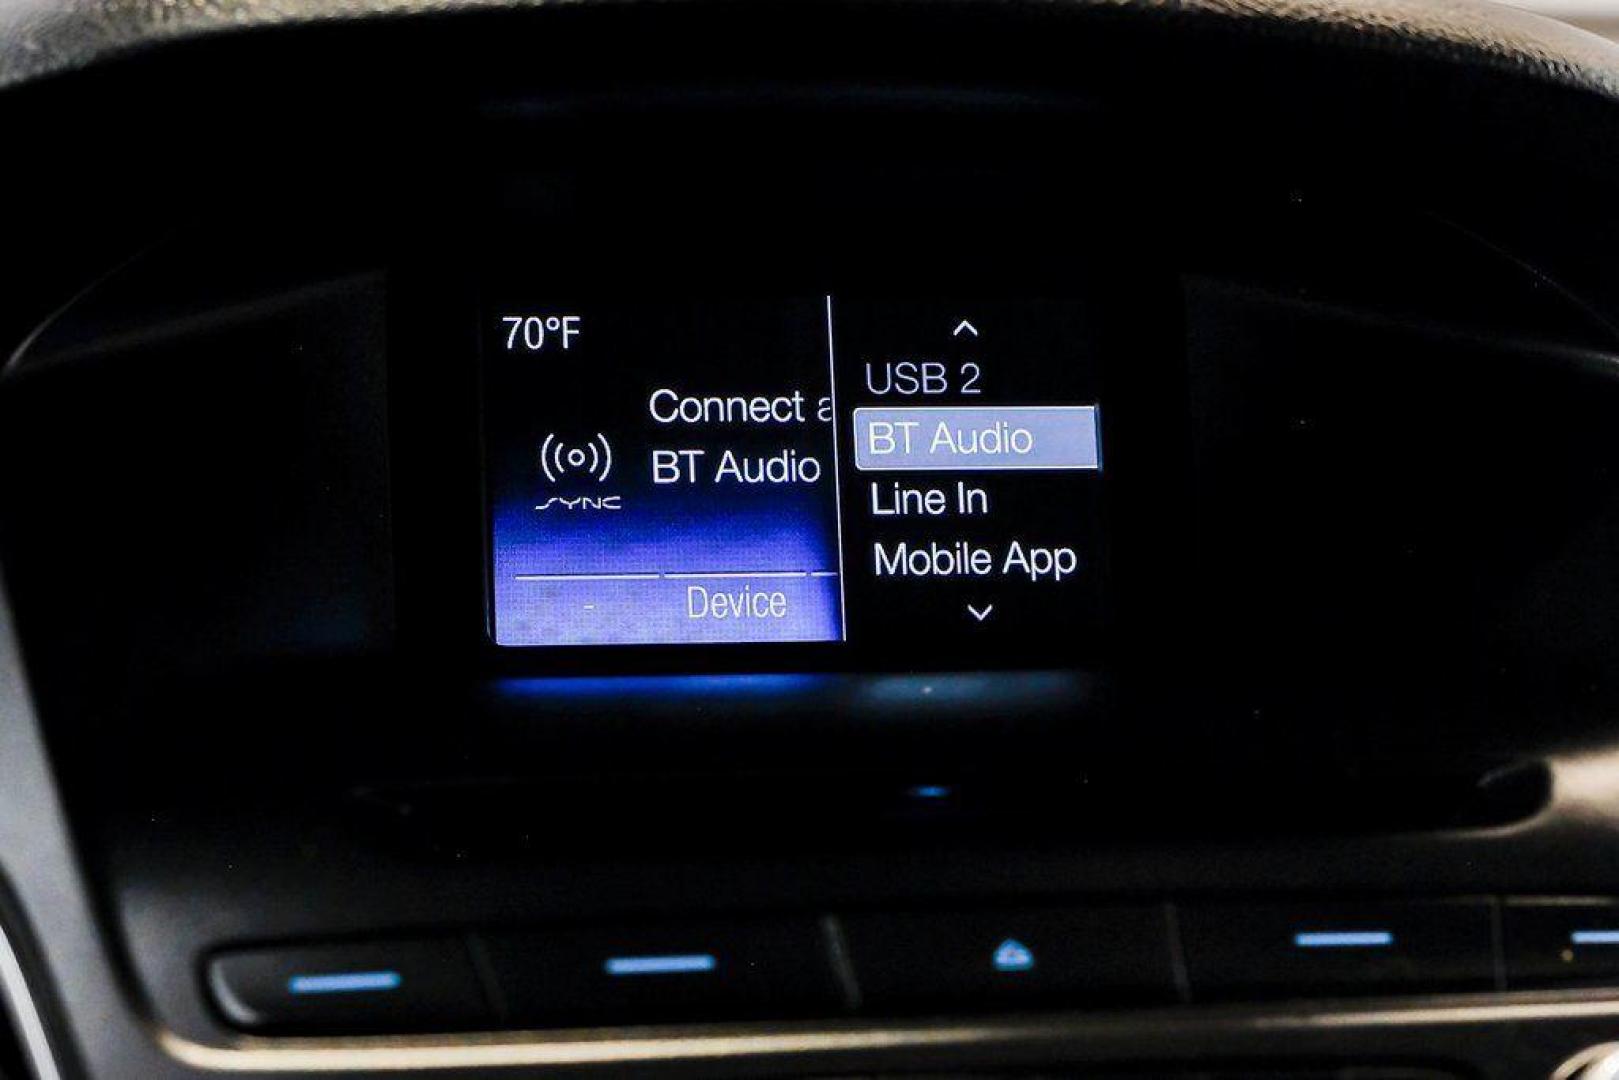 70°F
Connect a
BT Audio
SYNC
- Device
USB 2
BT Audio
Line In
Mobile App